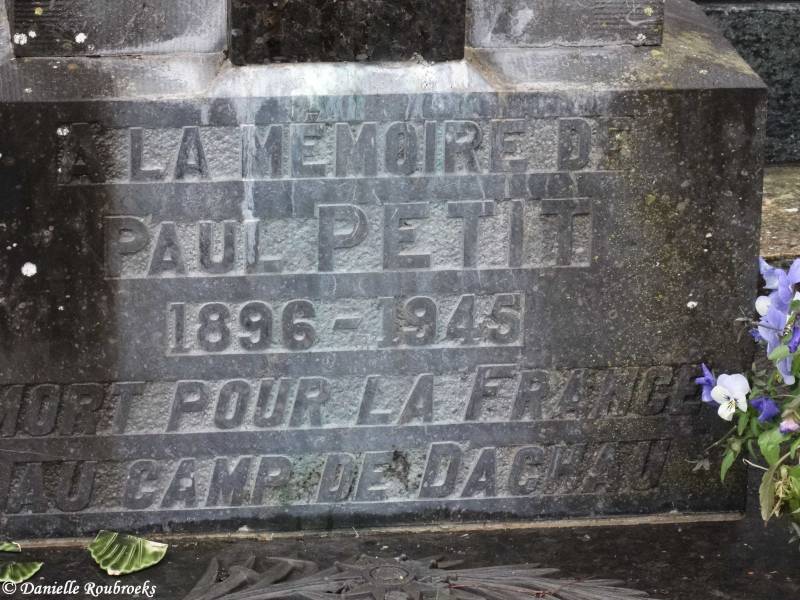 A LA MÉMOIRE DE
PAUL PETIT
1896-1945
MORT POUR LA FRANCE
AU CAMP DE DACHAU
© Danielle Roubroeks